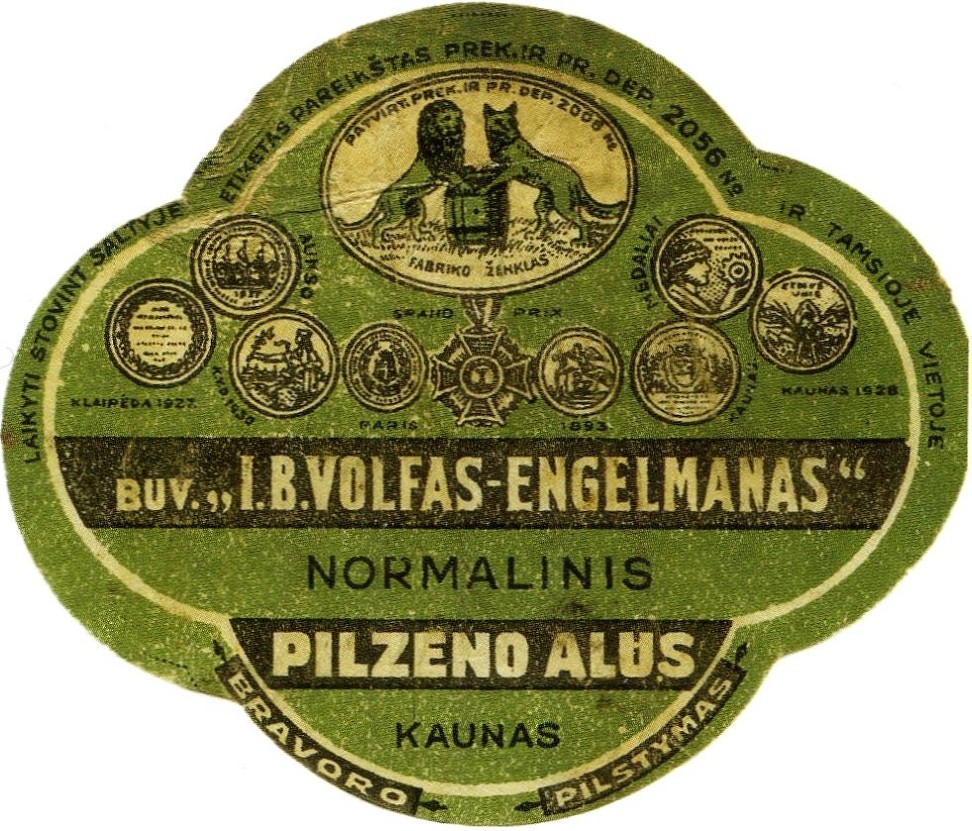 LAIKYTI STOVINT ŠALTYJE IR TAMSIOJE VIETOJE
ETIKETAS PAREIKŠTAS PREK. IR PR. DEP. 2056 No
PATVIRT. PREK. IR PR. DEP. 2008 No
FABRIKO ŽENKLAS
AUKSO
MEDALIAI
GRAND PRIX
1927
KLAIPĖDA 1927.
PARIS
1893
KAUNAS
KAUNAS 1928.
BUV. „I.B.VOLFAS-ENGELMANAS“
NORMALINIS
PILZENO ALUS
KAUNAS
BRAVORO PILSTYMAS